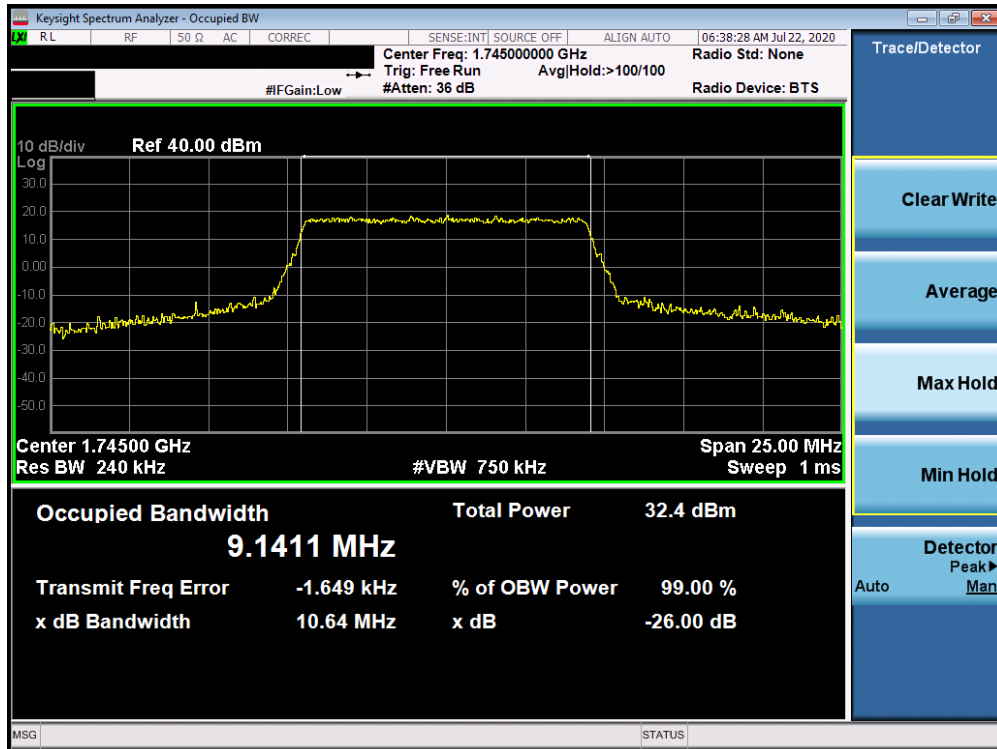 Keysight Spectrum Analyzer - Occupied BW
LXI RL RF 50 Ω AC CORREC SENSE:INT SOURCE OFF ALIGN AUTO 06:38:28 AM Jul 22, 2020
Center Freq: 1.745000000 GHz Radio Std: None
Trig: Free Run Avg|Hold:>100/100
#IFGain:Low #Atten: 36 dB Radio Device: BTS
10 dB/div Ref 40.00 dBm
Log
30.0
20.0
10.0
0.00
-10.0
-20.0
-30.0
-40.0
-50.0
Center 1.74500 GHz Span 25.00 MHz
Res BW 240 kHz #VBW 750 kHz Sweep 1 ms
Occupied Bandwidth Total Power 32.4 dBm
9.1411 MHz
Transmit Freq Error -1.649 kHz % of OBW Power 99.00 %
x dB Bandwidth 10.64 MHz x dB -26.00 dB
Trace/Detector
Clear Write
Average
Max Hold
Min Hold
Detector
Peak
Auto Man
MSG STATUS